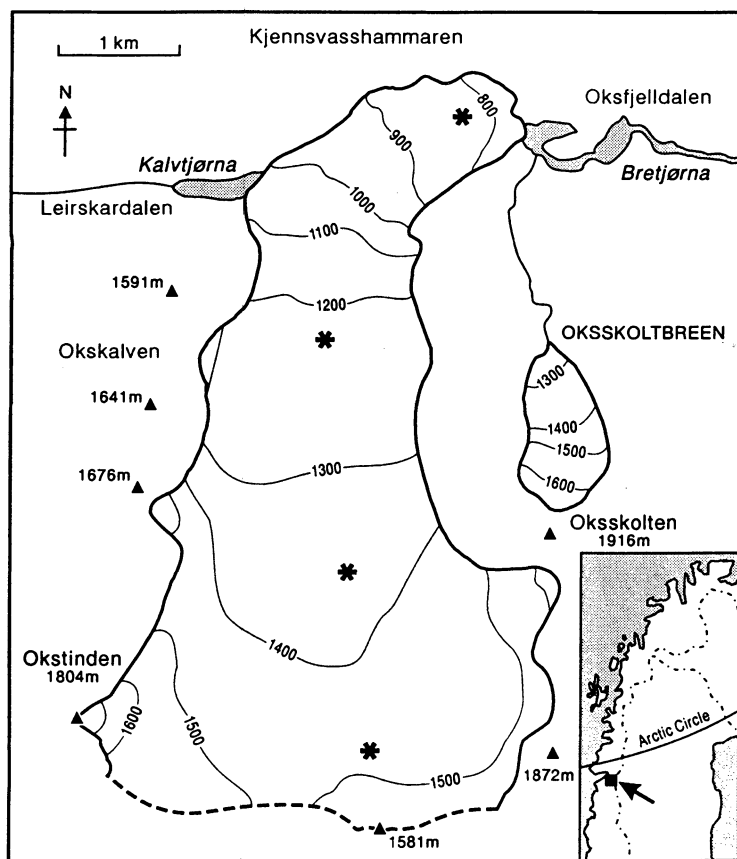 Kjennsvasshammaren
1 km
N
800
Oksfjelldalen
900
Kalvtjørna
Bretjørna
1000
Leirskardalen
1100
1591m
1200
OKSSKOLTBREEN
Okskalven
1300
1641m
1400
1500
1300
1676m
1600
Oksskolten
1916m
1400
Okstinden
1804m
1600
1500
Arctic Circle
1500
1872m
1581m